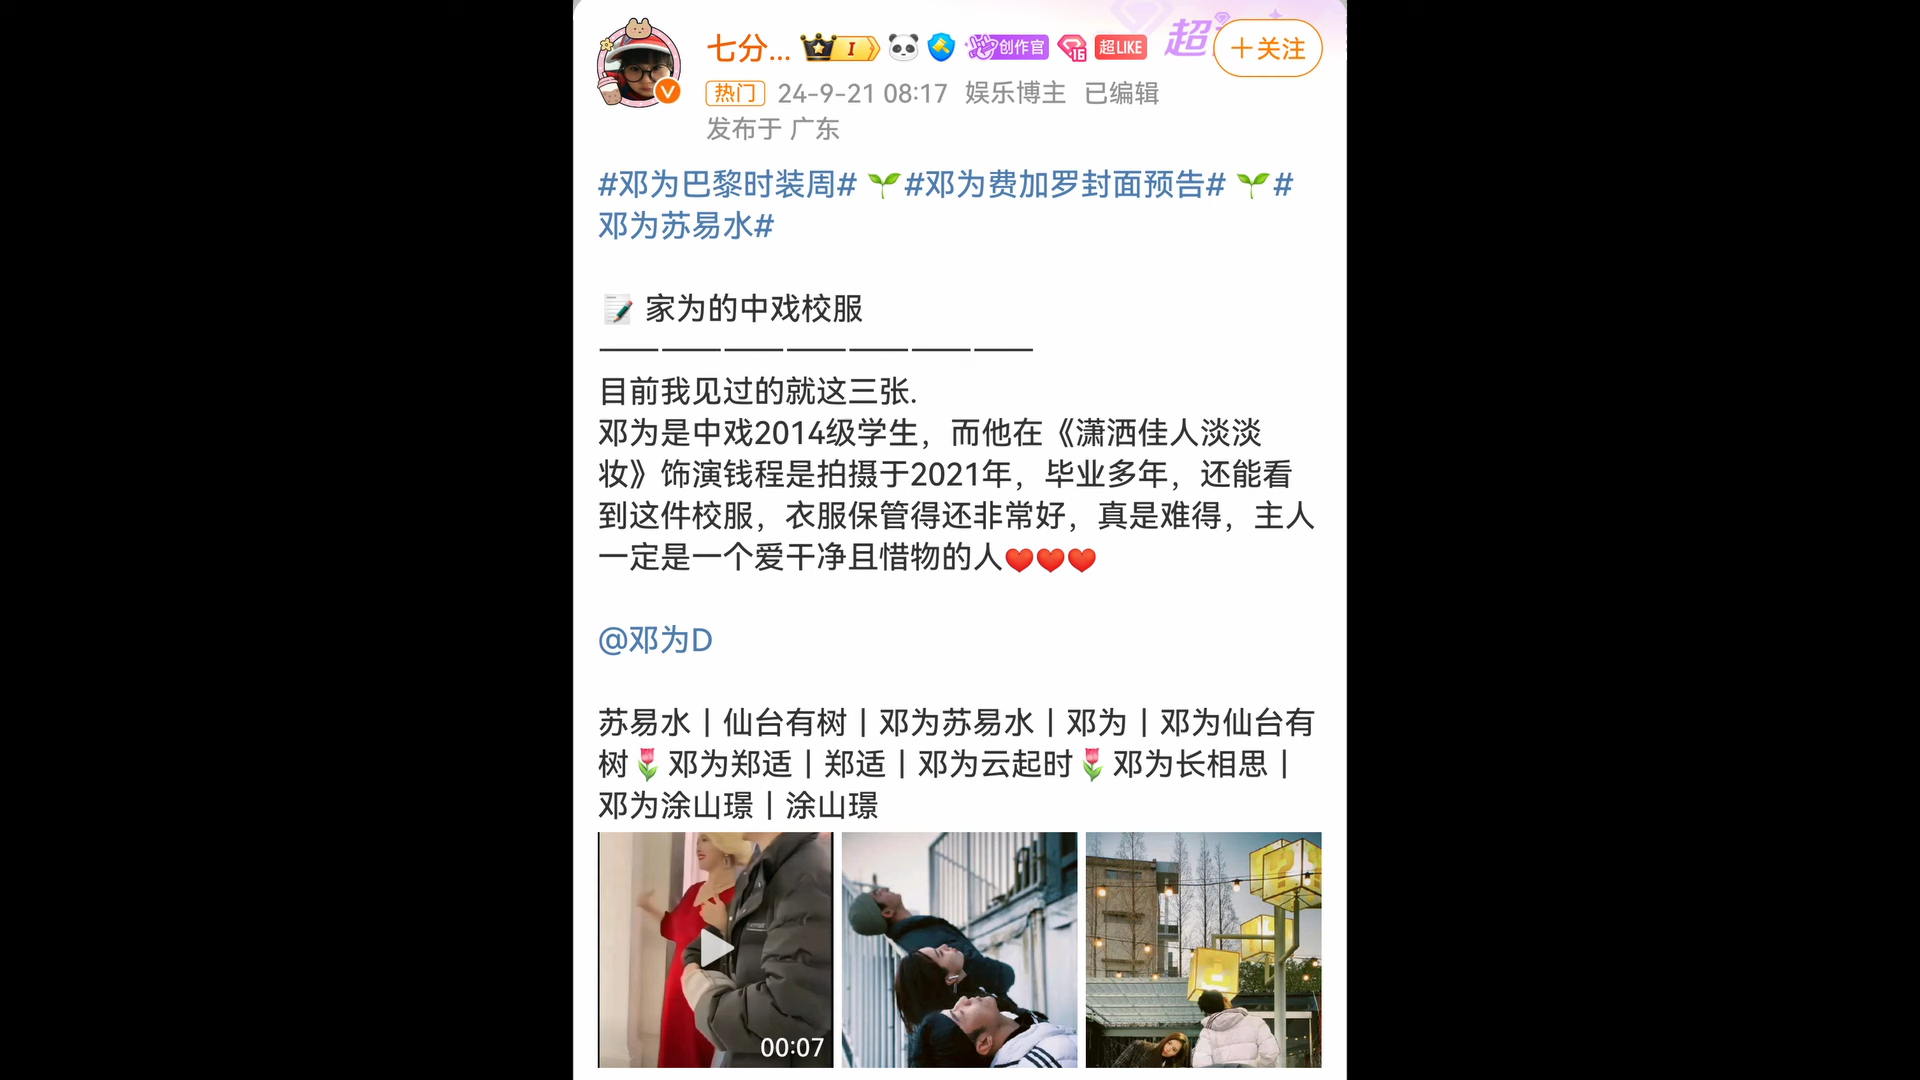 七分... I 创作官 16 超LIKE 超 +关注
热门 24-9-21 08:17 娱乐博主 已编辑
发布于 广东
#邓为巴黎时装周# 🌱#邓为费加罗封面预告# 🌱#
邓为苏易水#
📝 家为的中戏校服
——————————————
目前我见过的就这三张.
邓为是中戏2014级学生，而他在《潇洒佳人淡淡
妆》饰演钱程是拍摄于2021年，毕业多年，还能看
到这件校服，衣服保管得还非常好，真是难得，主人
一定是一个爱干净且惜物的人❤️❤️❤️
@邓为D
苏易水丨仙台有树丨邓为苏易水丨邓为丨邓为仙台有
树🌷邓为郑适丨郑适丨邓为云起时🌷邓为长相思丨
邓为涂山璟丨涂山璟
00:07